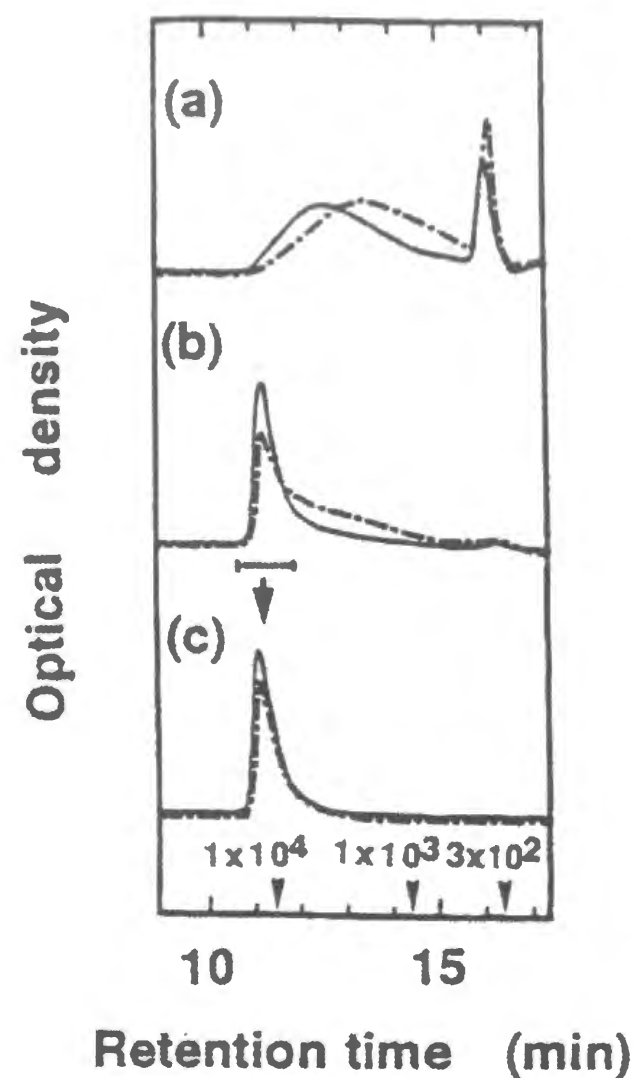 (a)
(b)
(c)
Optical density
1x10⁴ 1x10³ 3x10²
10 15
Retention time (min)